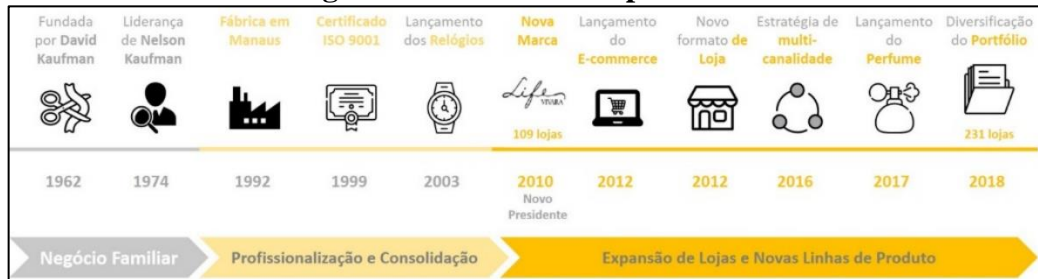 Fundada
por David
Kaufman
Liderança
de Nelson
Kaufman
Fábrica em
Manaus
Certificado
ISO 9001
Lançamento
dos Relógios
Nova
Marca
Lançamento
do
E-commerce
Novo
formato de
Loja
Estratégia de
multi-
canalidade
Lançamento
do
Perfume
Diversificação
do Portfólio
Life
VIVARA
109 lojas
231 lojas
1962
1974
1992
1999
2003
2010
Novo
Presidente
2012
2012
2016
2017
2018
Negócio Familiar
Profissionalização e Consolidação
Expansão de Lojas e Novas Linhas de Produto